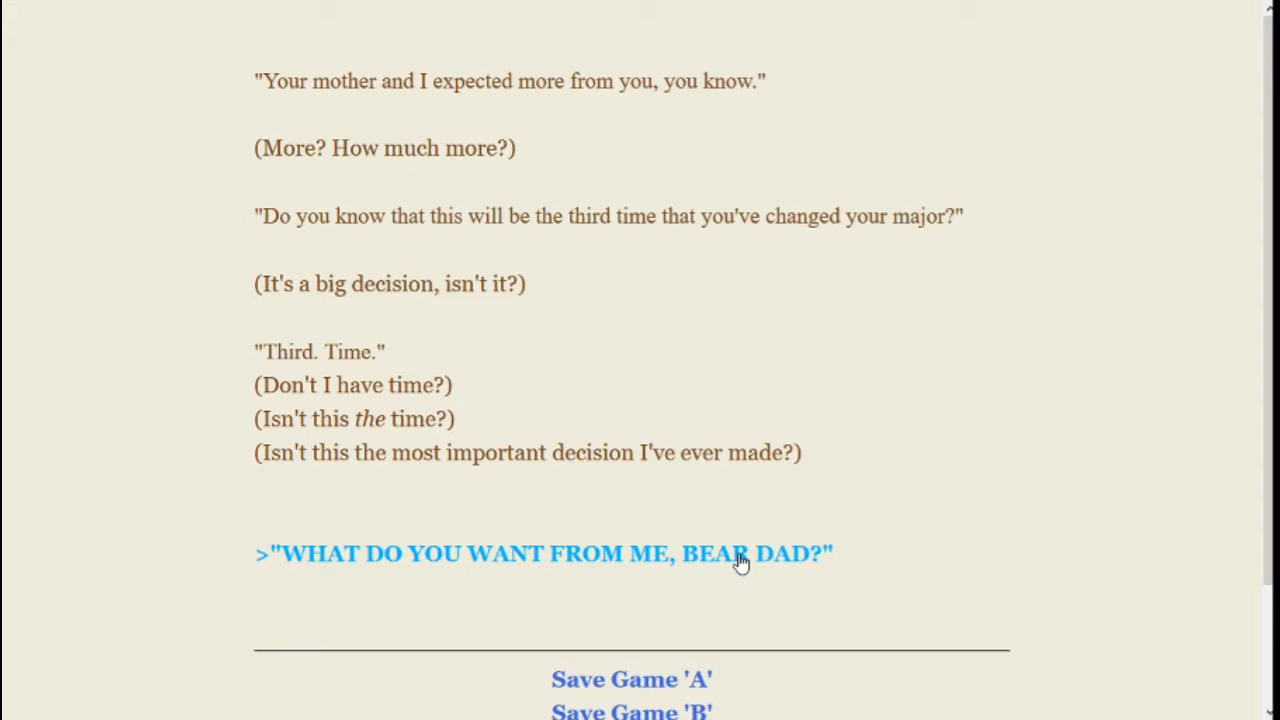 "Your mother and I expected more from you, you know."
(More? How much more?)
"Do you know that this will be the third time that you've changed your major?"
(It's a big decision, isn't it?)
"Third. Time."
(Don't I have time?)
(Isn't this the time?)
(Isn't this the most important decision I've ever made?)
>"WHAT DO YOU WANT FROM ME, BEAR DAD?"
Save Game 'A'
Save Game 'B'